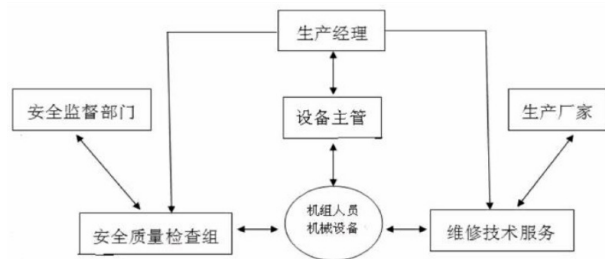 生产经理
安全监督部门
设备主管
生产厂家
机组人员
机械设备
安全质量检查组
维修技术服务